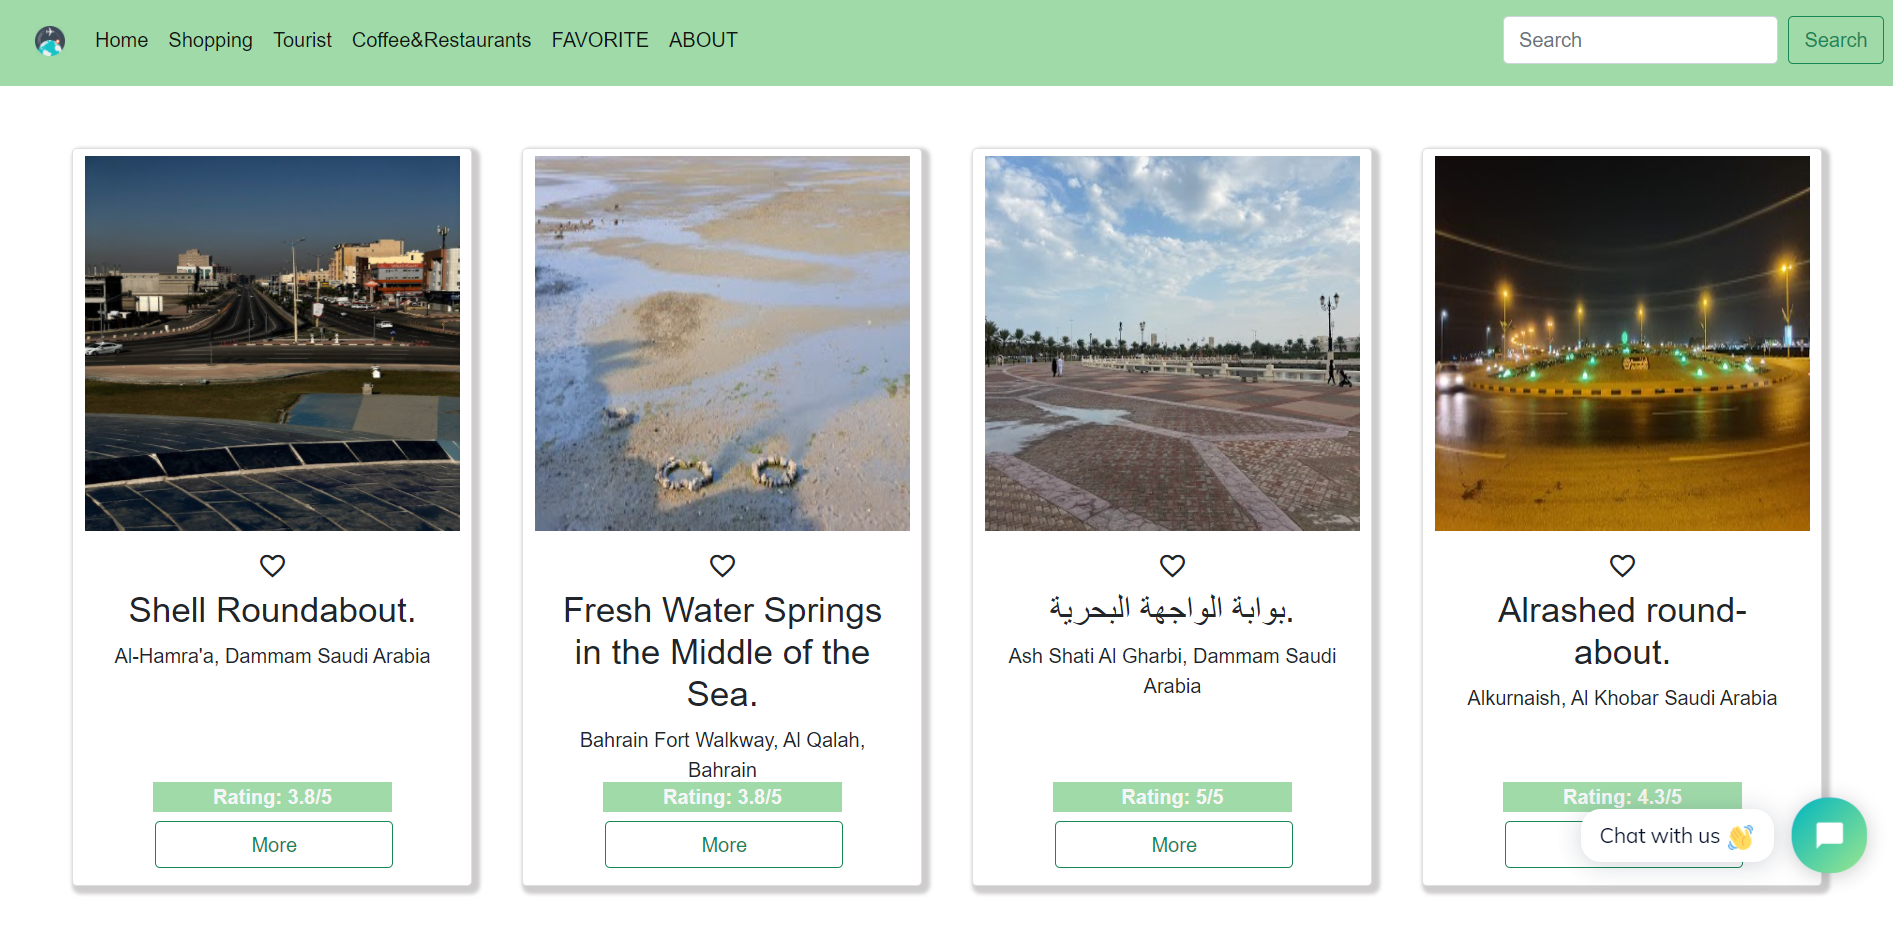 Home Shopping Tourist Coffee&Restaurants FAVORITE ABOUT Search Search
Shell Roundabout.
Al-Hamra'a, Dammam Saudi Arabia
Rating: 3.8/5
More
Fresh Water Springs
in the Middle of the
Sea.
Bahrain Fort Walkway, Al Qalah,
Bahrain
Rating: 3.8/5
More
بوابة الواجهة البحرية.
Ash Shati Al Gharbi, Dammam Saudi
Arabia
Rating: 5/5
More
Alrashed round-
about.
Alkurnaish, Al Khobar Saudi Arabia
Rating: 4.3/5
Chat with us 👋